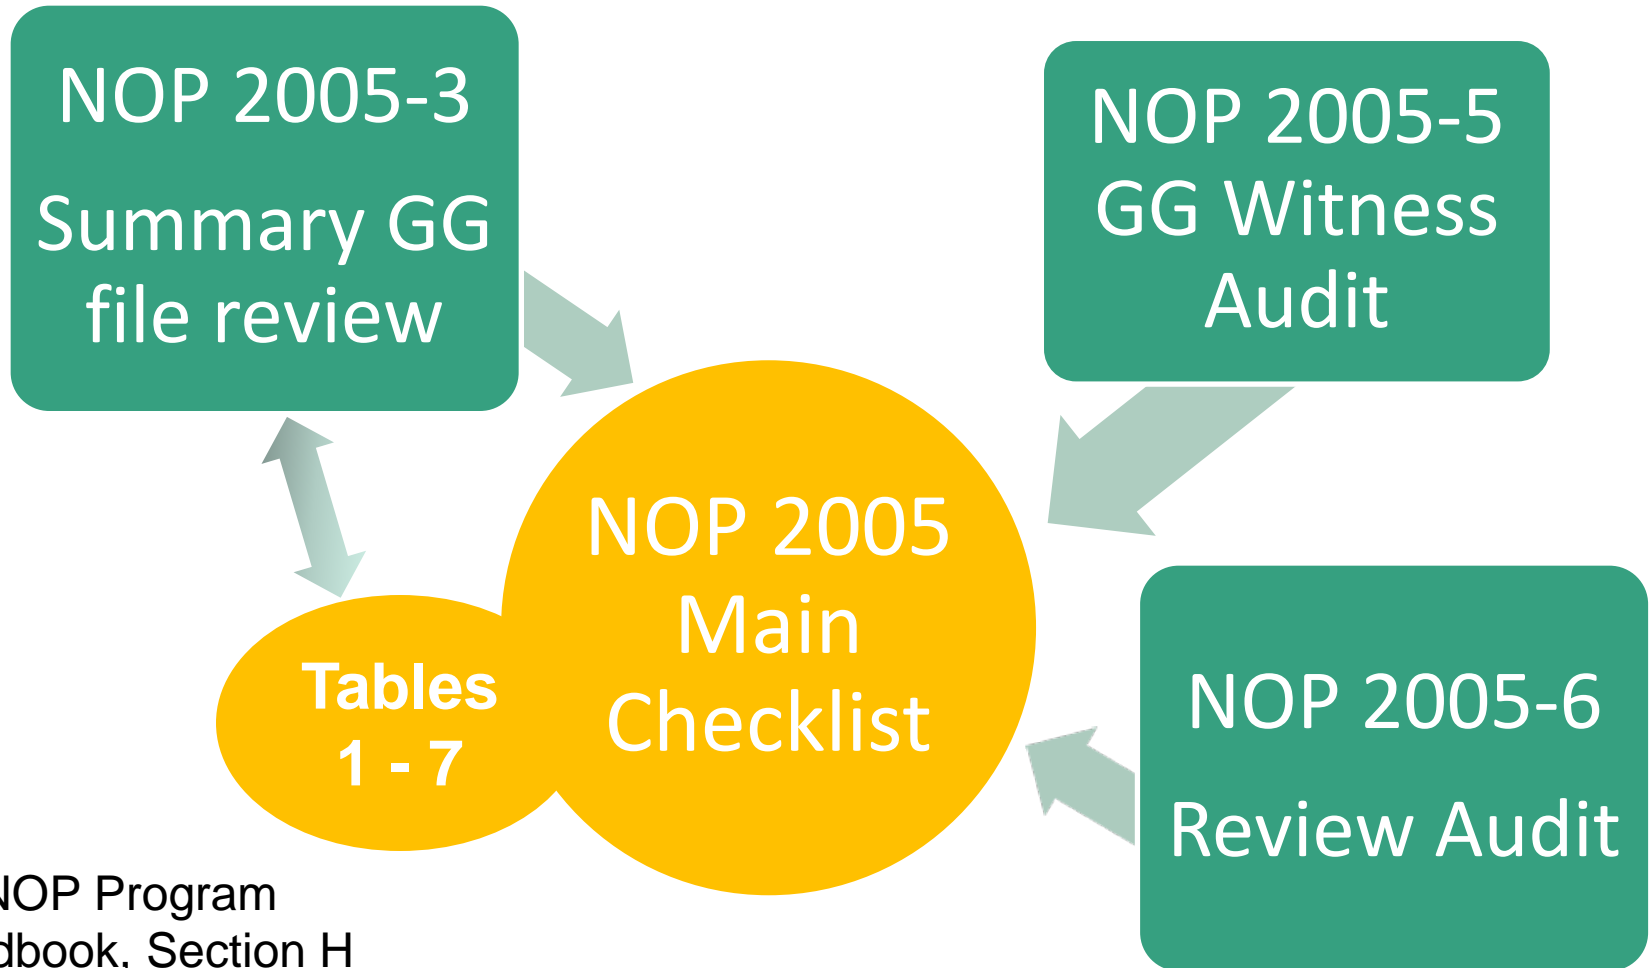 NOP 2005-3
Summary GG
file review
NOP 2005-5
GG Witness
Audit
NOP 2005
Main
Checklist
Tables
1 - 7
NOP 2005-6
Review Audit
NOP Program
dbook, Section H